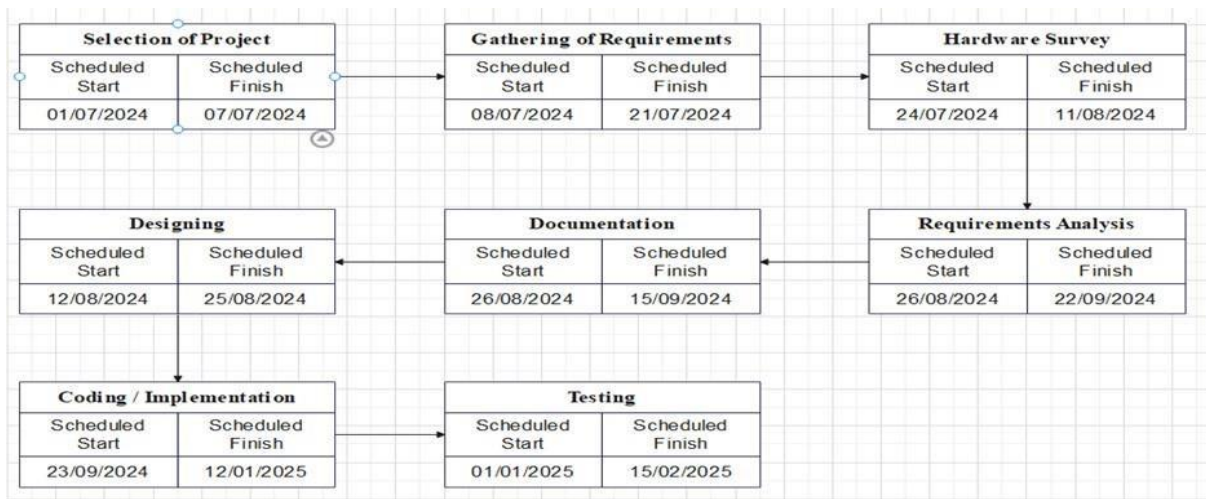 Selection of Project
Scheduled Start
Scheduled Finish
01/07/2024
07/07/2024
Gathering of Requirements
Scheduled Start
Scheduled Finish
08/07/2024
21/07/2024
Hardware Survey
Scheduled Start
Scheduled Finish
24/07/2024
11/08/2024
Designing
Scheduled Start
Scheduled Finish
12/08/2024
25/08/2024
Documentation
Scheduled Start
Scheduled Finish
26/08/2024
15/09/2024
Requirements Analysis
Scheduled Start
Scheduled Finish
26/08/2024
22/09/2024
Coding / Implementation
Scheduled Start
Scheduled Finish
23/09/2024
12/01/2025
Testing
Scheduled Start
Scheduled Finish
01/01/2025
15/02/2025